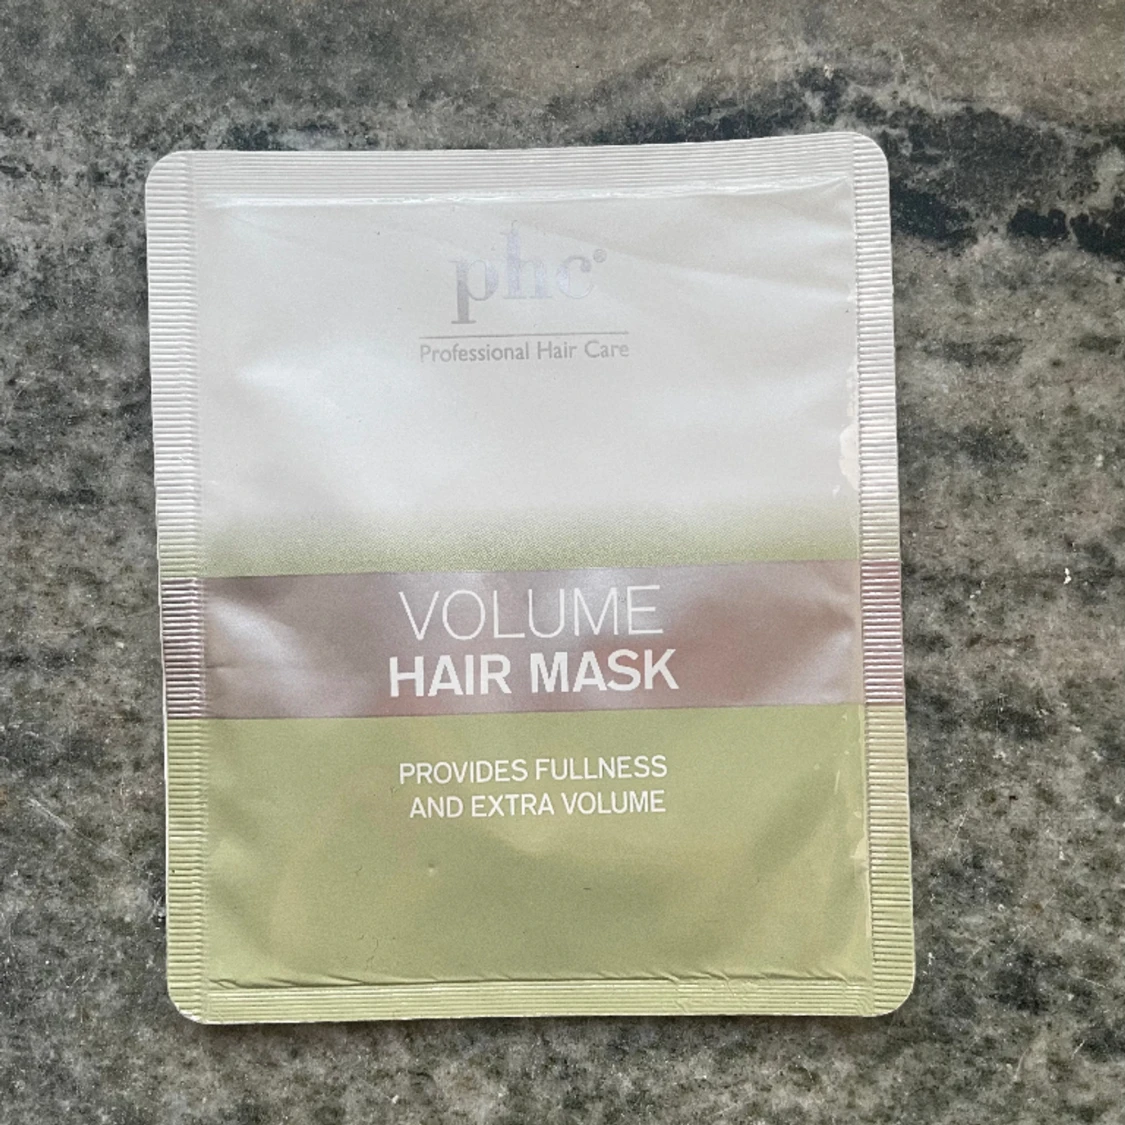 phc®
Professional Hair Care
VOLUME
HAIR MASK
PROVIDES FULLNESS
AND EXTRA VOLUME